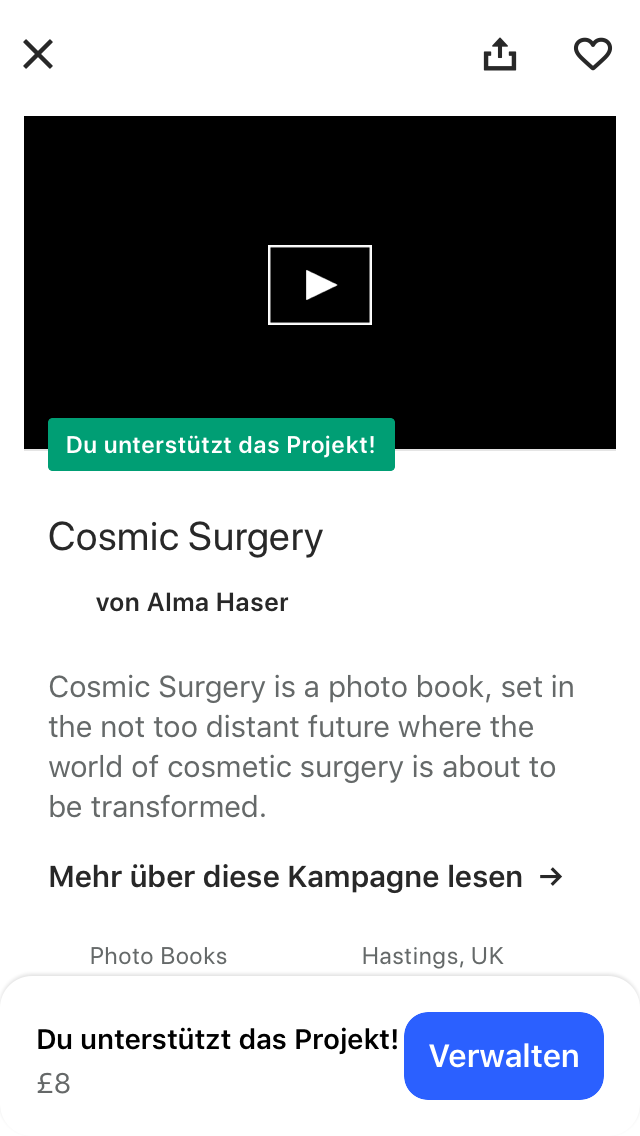 Du unterstützt das Projekt!
Cosmic Surgery
von Alma Haser
Cosmic Surgery is a photo book, set in
the not too distant future where the
world of cosmetic surgery is about to
be transformed.
Mehr über diese Kampagne lesen →
Photo Books
Hastings, UK
Du unterstützt das Projekt!
£8
Verwalten